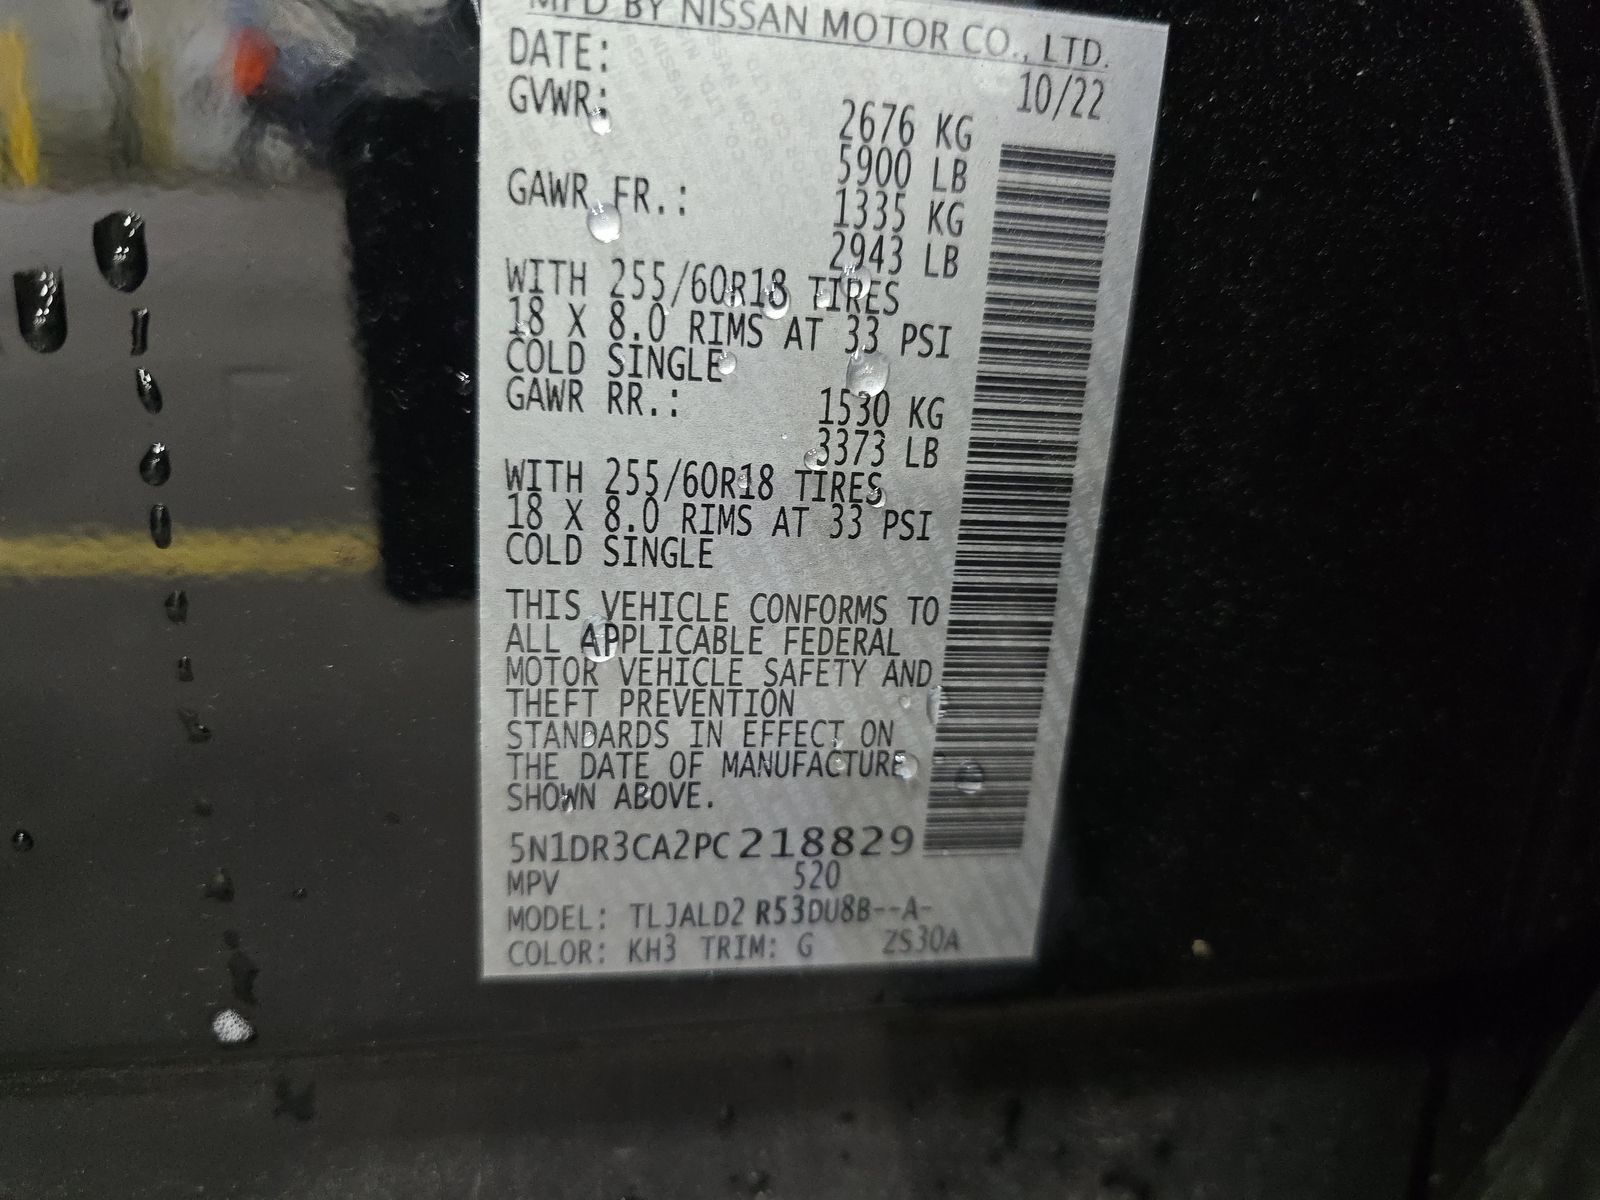 MFD BY NISSAN MOTOR CO., LTD.
DATE: 10/22
GVWR: 2676 KG
5900 LB
GAWR FR.: 1335 KG
2943 LB
WITH 255/60R18 TIRES
18 X 8.0 RIMS AT 33 PSI
COLD SINGLE
GAWR RR.: 1530 KG
3373 LB
WITH 255/60R18 TIRES
18 X 8.0 RIMS AT 33 PSI
COLD SINGLE
THIS VEHICLE CONFORMS TO
ALL APPLICABLE FEDERAL
MOTOR VEHICLE SAFETY AND
THEFT PREVENTION
STANDARDS IN EFFECT ON
THE DATE OF MANUFACTURE
SHOWN ABOVE.
5N1DR3CA2PC218829
MPV 520
MODEL: TLJALD2 R53DU8B--A-
COLOR: KH3 TRIM: G ZS30A